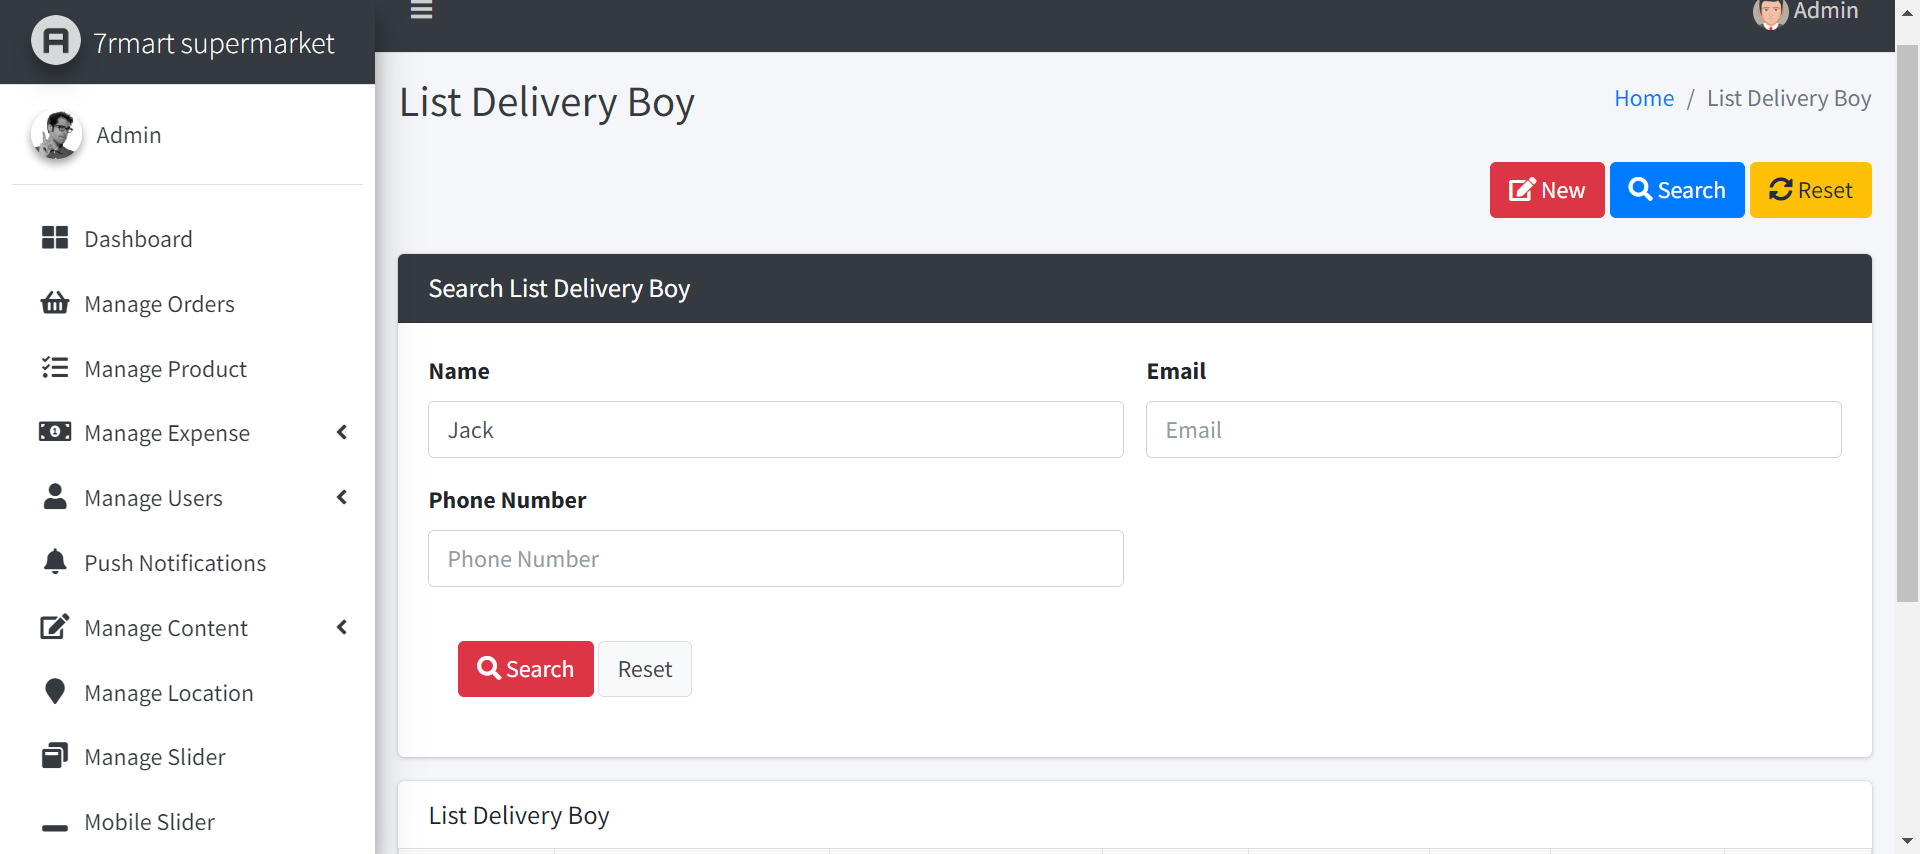 7rmart supermarket
Admin
Admin
Dashboard
Manage Orders
Manage Product
Manage Expense
Manage Users
Push Notifications
Manage Content
Manage Location
Manage Slider
Mobile Slider
List Delivery Boy
Home / List Delivery Boy
New Search Reset
Search List Delivery Boy
Name Email
Jack Email
Phone Number
Phone Number
Search Reset
List Delivery Boy